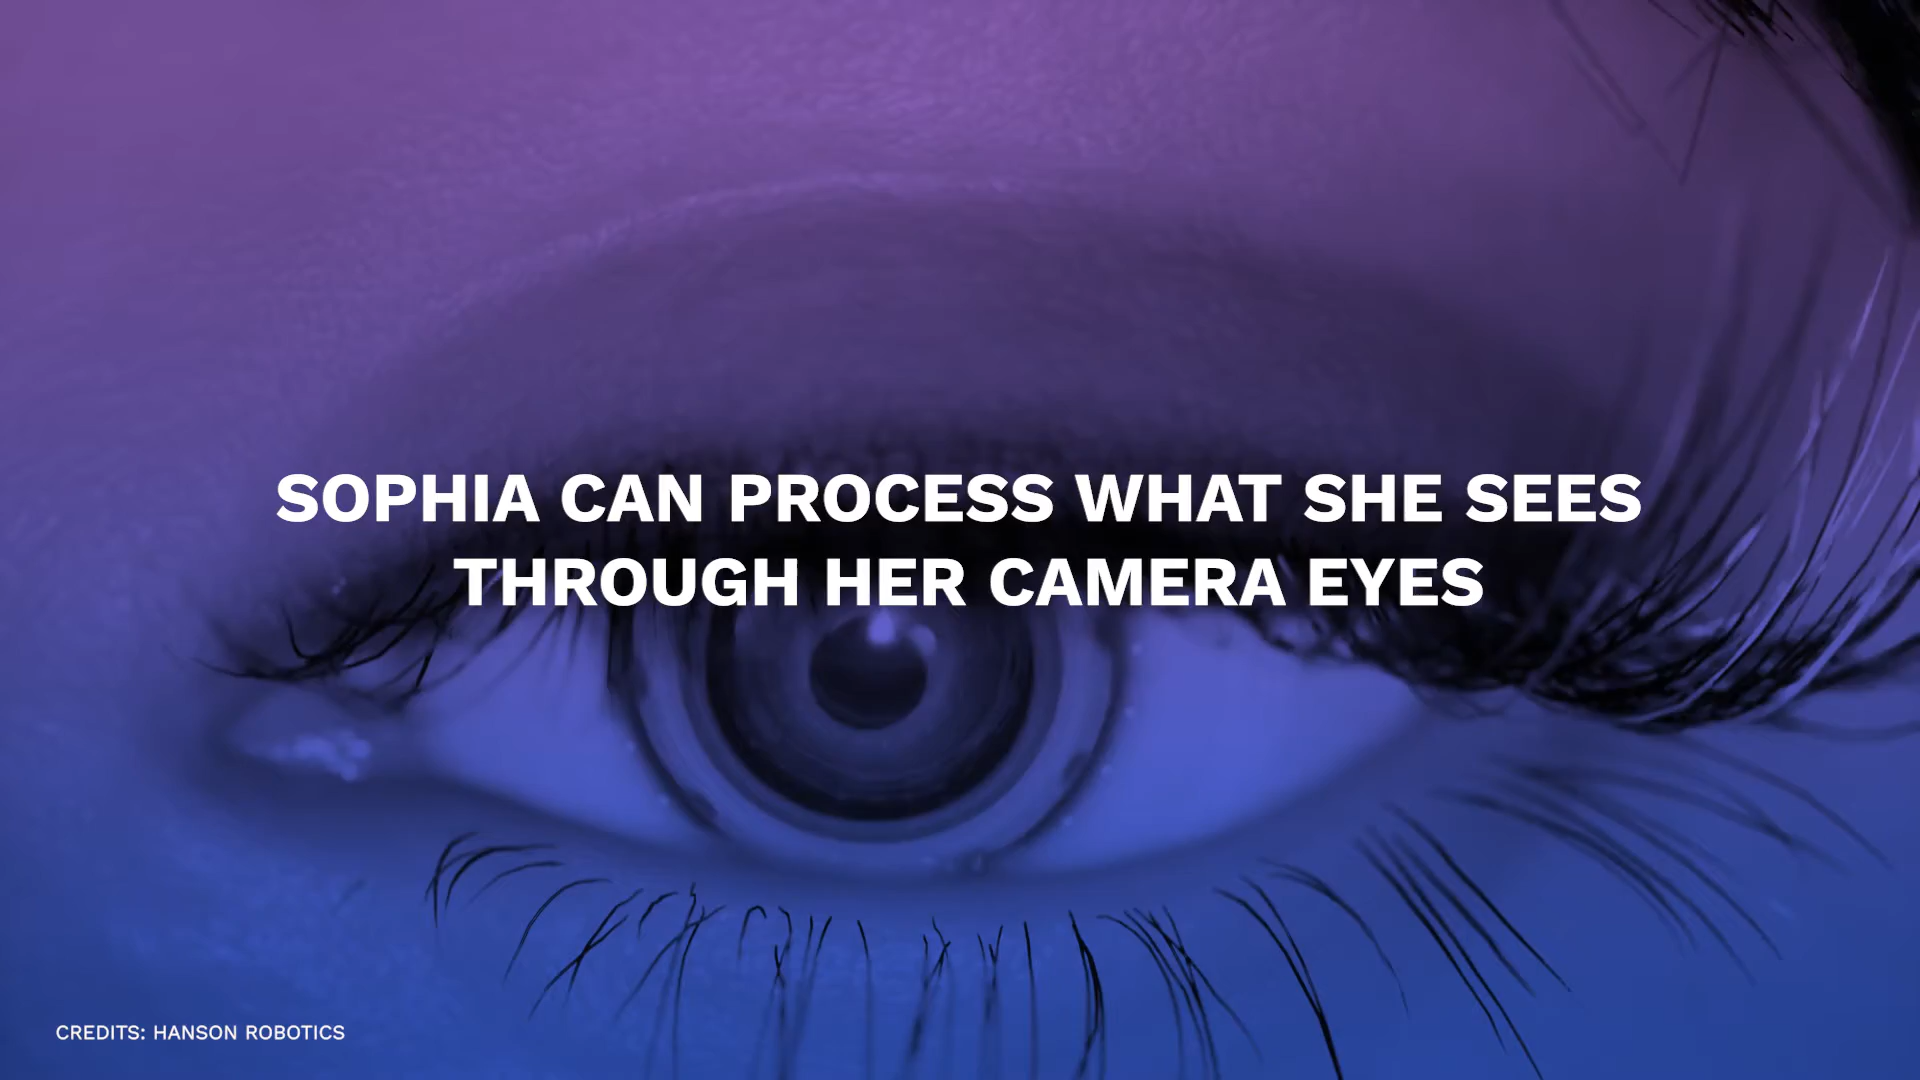 SOPHIA CAN PROCESS WHAT SHE SEES
THROUGH HER CAMERA EYES
CREDITS: HANSON ROBOTICS